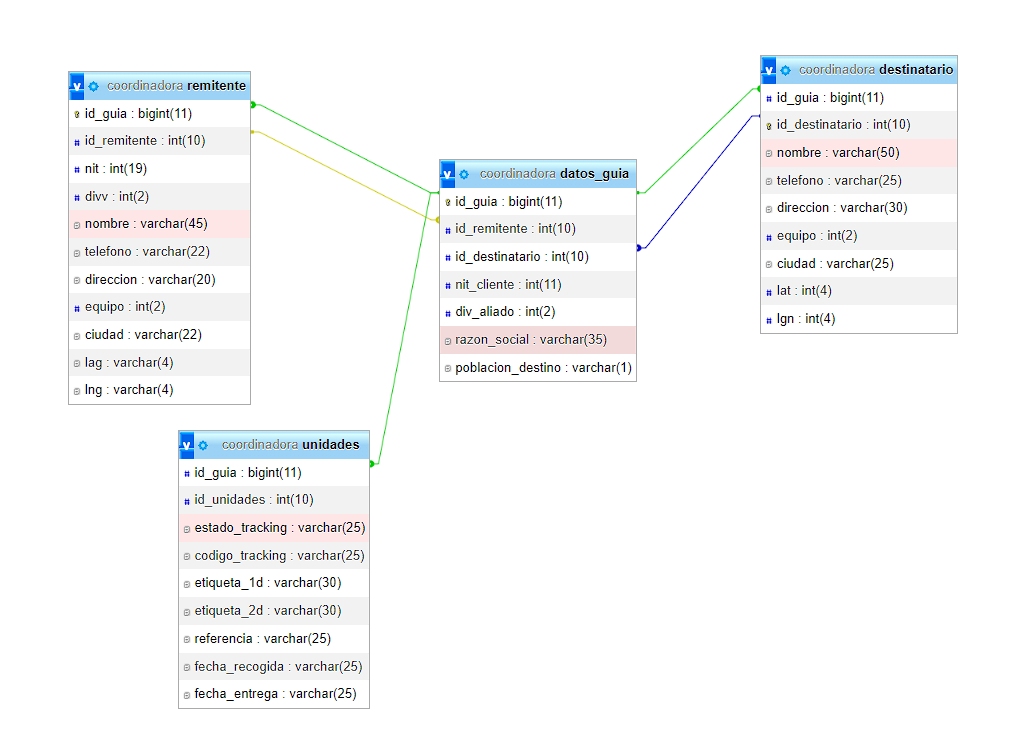 coordinadora remitente
id_guia : bigint(11)
id_remitente : int(10)
nit : int(19)
divv : int(2)
nombre : varchar(45)
telefono : varchar(22)
direccion : varchar(20)
equipo : int(2)
ciudad : varchar(22)
lag : varchar(4)
lng : varchar(4)
coordinadora datos_guia
id_guia : bigint(11)
id_remitente : int(10)
id_destinatario : int(10)
nit_cliente : int(11)
div_aliado : int(2)
razon_social : varchar(35)
poblacion_destino : varchar(1)
coordinadora destinatario
id_guia : bigint(11)
id_destinatario : int(10)
nombre : varchar(50)
telefono : varchar(25)
direccion : varchar(30)
equipo : int(2)
ciudad : varchar(25)
lat : int(4)
lgn : int(4)
coordinadora unidades
id_guia : bigint(11)
id_unidades : int(10)
estado_tracking : varchar(25)
codigo_tracking : varchar(25)
etiqueta_1d : varchar(30)
etiqueta_2d : varchar(30)
referencia : varchar(25)
fecha_recogida : varchar(25)
fecha_entrega : varchar(25)